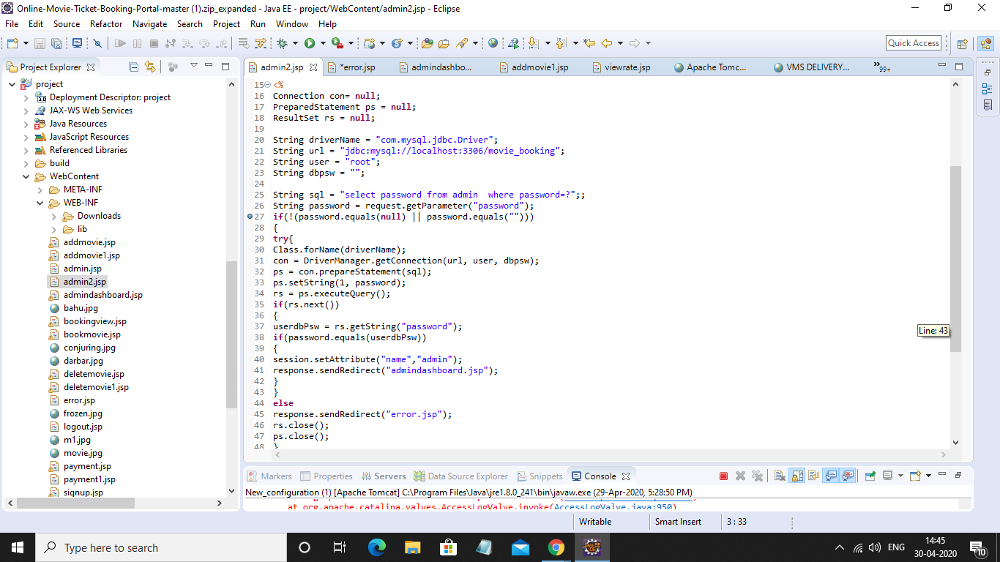 Online-Movie-Ticket-Booking-Portal-master (1).zip_expanded - Java EE - project/WebContent/admin2.jsp - Eclipse
File Edit Source Refactor Navigate Search Project Run Window Help
Quick Access
Project Explorer
admin2.jsp *error.jsp admindashbo... addmovie1.jsp viewrate.jsp Apache Tomc... VMS DELIVERY... »99+
project
Deployment Descriptor: project
JAX-WS Web Services
Java Resources
JavaScript Resources
Referenced Libraries
build
WebContent
META-INF
WEB-INF
Downloads
lib
addmovie.jsp
addmovie1.jsp
admin.jsp
admin2.jsp
admindashboard.jsp
bahu.jpg
bookingview.jsp
bookmovie.jsp
conjuring.jpg
darbar.jpg
deletemovie.jsp
deletemovie1.jsp
error.jsp
frozen.jpg
logout.jsp
m1.jpg
movie.jpg
payment.jsp
payment1.jsp
signup.jsp
15 <%
16 Connection con= null;
17 PreparedStatement ps = null;
18 ResultSet rs = null;
19
20 String driverName = "com.mysql.jdbc.Driver";
21 String url = "jdbc:mysql://localhost:3306/movie_booking";
22 String user = "root";
23 String dbpsw = "";
24
25 String sql = "select password from admin  where password=?";;
26 String password = request.getParameter("password");
27 if(!(password.equals(null) || password.equals("")))
28 {
29 try{
30 Class.forName(driverName);
31 con = DriverManager.getConnection(url, user, dbpsw);
32 ps = con.prepareStatement(sql);
33 ps.setString(1, password);
34 rs = ps.executeQuery();
35 if(rs.next())
36 {
37 userdbPsw = rs.getString("password");
38 if(password.equals(userdbPsw))
39 {
40 session.setAttribute("name","admin");
41 response.sendRedirect("admindashboard.jsp");
42 }
43 }
44 else
45 response.sendRedirect("error.jsp");
46 rs.close();
47 ps.close();
48 }
Line: 43
Markers Properties Servers Data Source Explorer Snippets Console
New_configuration (1) [Apache Tomcat] C:\Program Files\Java\jre1.8.0_241\bin\javaw.exe (29-Apr-2020, 5:28:50 PM)
at org.apache.catalina.valves.AccessLogValve.invoke(AccessLogValve.java:950)
Writable Smart Insert 3 : 33
Type here to search
ENG
14:45
30-04-2020
10